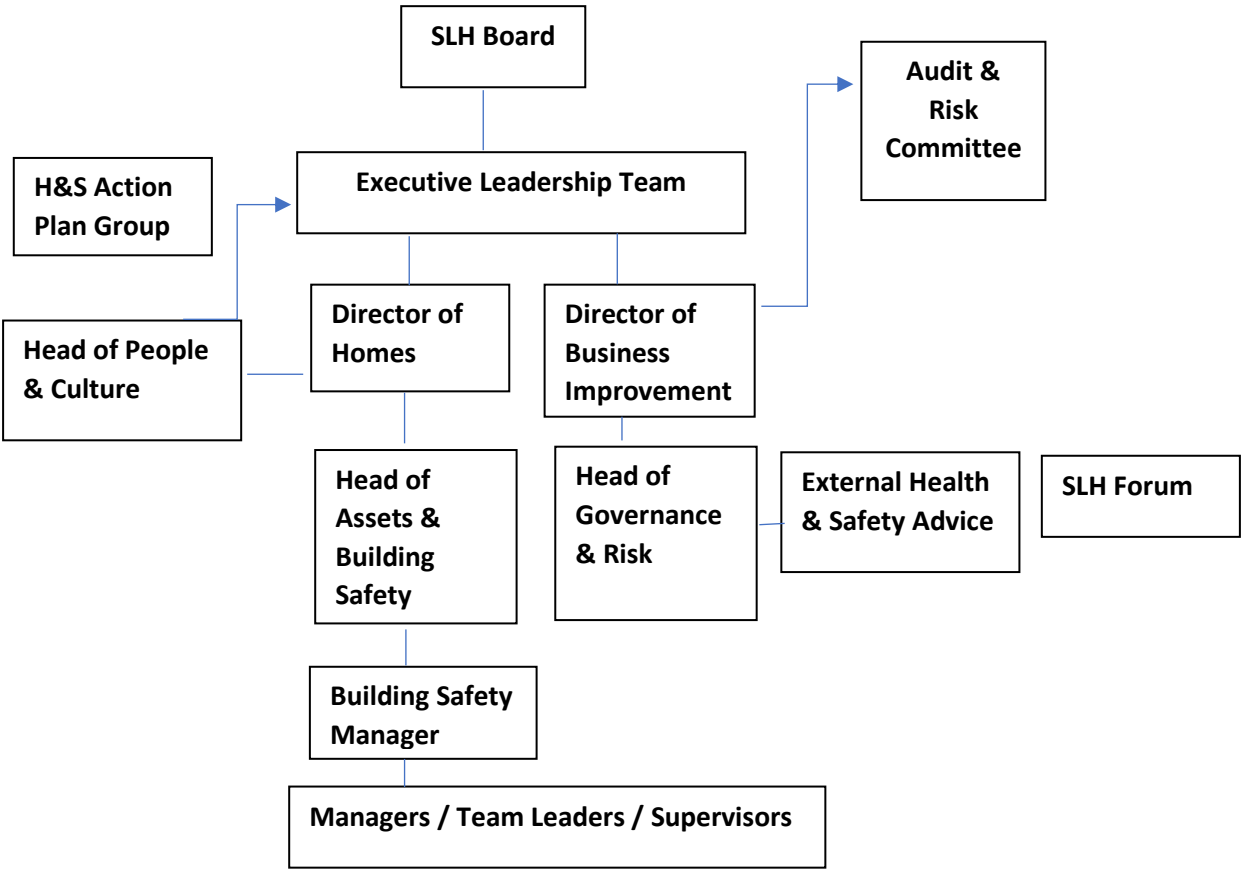 SLH Board
Audit &
Risk
Committee
H&S Action
Plan Group
Executive Leadership Team
Head of People
& Culture
Director of
Homes
Director of
Business
Improvement
Head of
Assets &
Building
Safety
Head of
Governance
& Risk
External Health
& Safety Advice
SLH Forum
Building Safety
Manager
Managers / Team Leaders / Supervisors